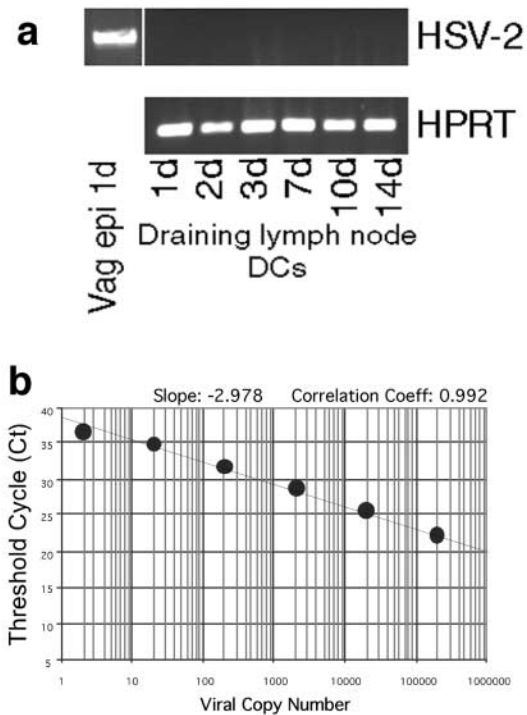 a
HSV-2
HPRT
Vag epi 1d
1d 2d 3d 7d 10d 14d
Draining lymph node
DCs
b
Slope: -2.978 Correlation Coeff: 0.992
Threshold Cycle (Ct)
40
35
30
25
20
15
10
5
1 10 100 1000 10000 100000 1000000
Viral Copy Number